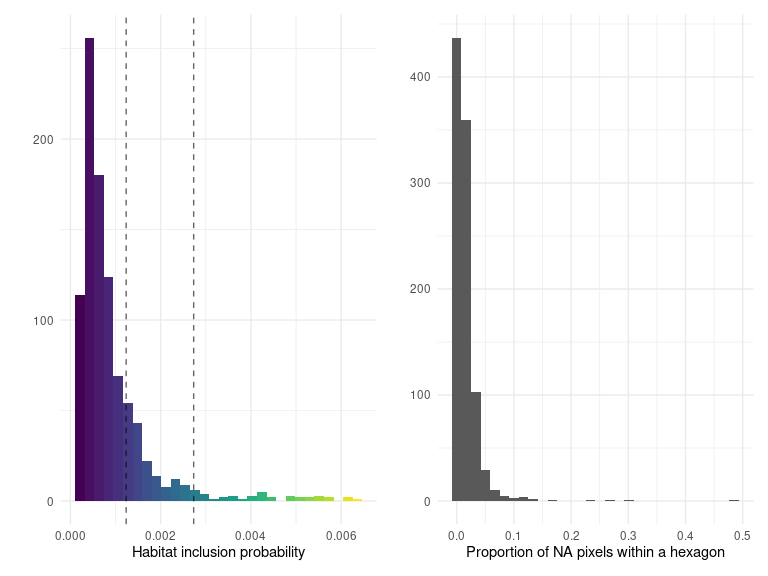 200
100
0
0.000 0.002 0.004 0.006
Habitat inclusion probability
400
300
200
100
0
0.0 0.1 0.2 0.3 0.4 0.5
Proportion of NA pixels within a hexagon